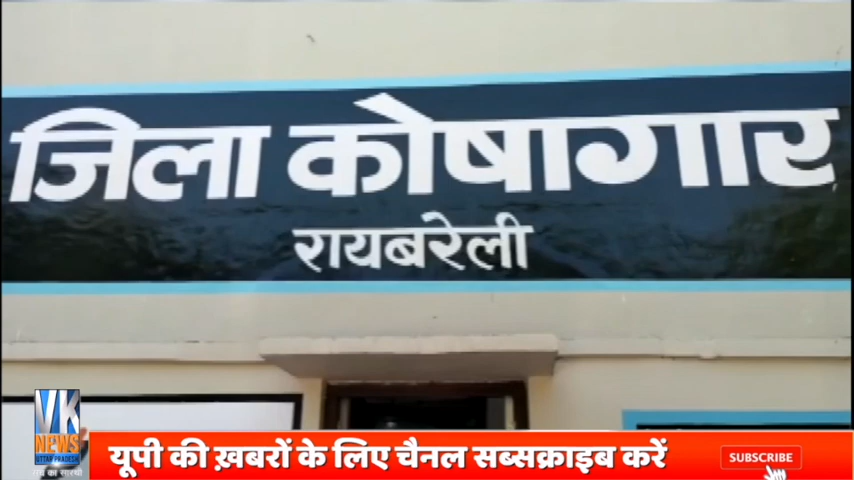 जिला कोषागार
रायबरेली
VK
NEWS
UTTAR PRADESH
यूपी की ख़बरों के लिए चैनल सब्सक्राइब करें
SUBSCRIBE